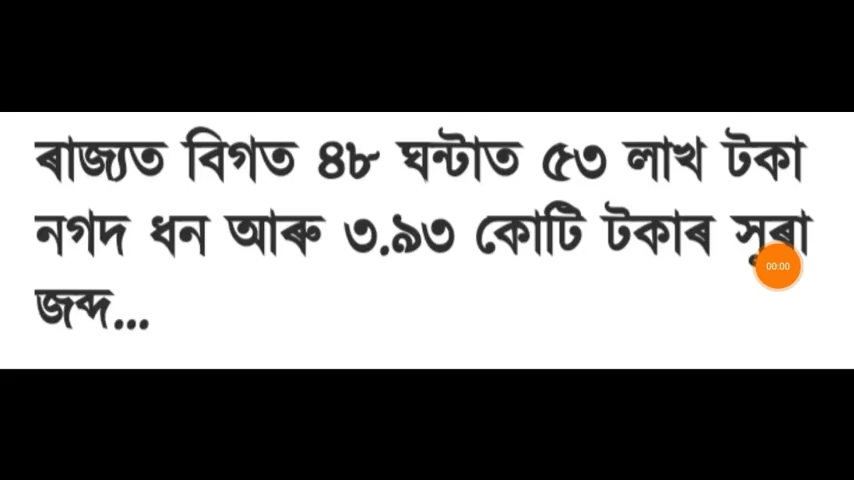 ৰাজ্যত বিগত ৪৮ ঘন্টাত ৫৩ লাখ টকা
নগদ ধন আৰু ৩.৯৩ কোটি টকাৰ সূৰা
জব্দ...
00:00